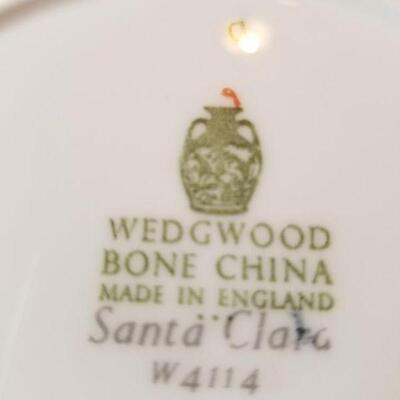 WEDGWOOD
BONE CHINA
MADE IN ENGLAND
Santa Clara
W4114